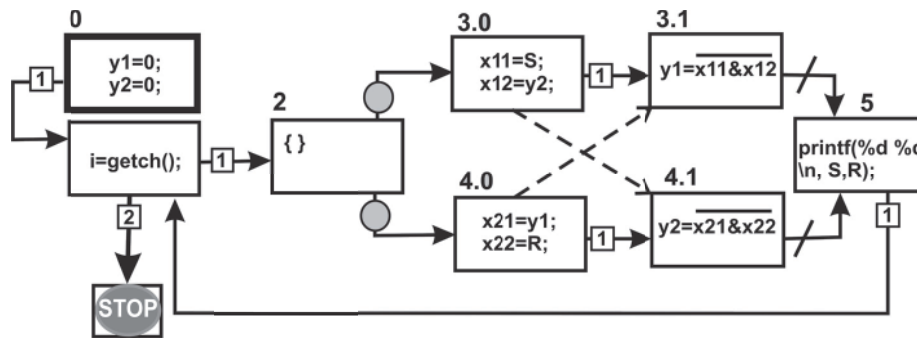 0
y1=0;
y2=0;
1
i=getch();
1
2
STOP
2
{ }
3.0
x11=S;
x12=y2;
1
3.1
y1=x11&x12
4.0
x21=y1;
x22=R;
1
4.1
y2=x21&x22
5
printf(%d %d
\n, S,R);
1